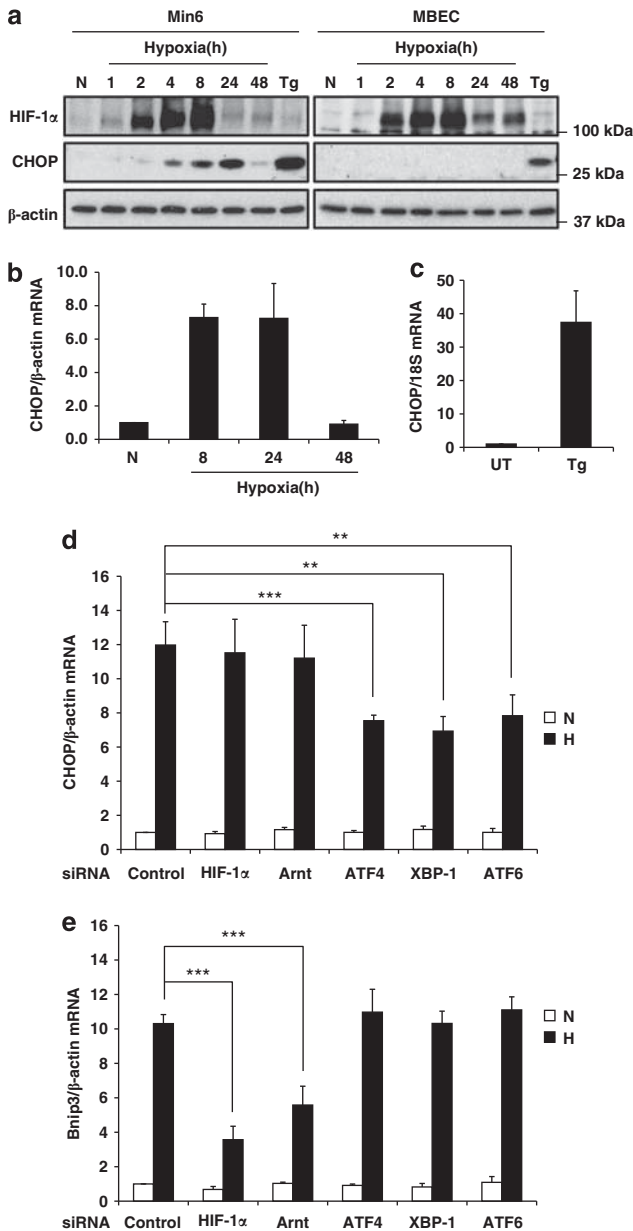 a
Min6
MBEC
Hypoxia(h)
Hypoxia(h)
N 1 2 4 8 24 48 Tg
N 1 2 4 8 24 48 Tg
HIF-1α
100 kDa
CHOP
25 kDa
β-actin
37 kDa
b
CHOP/β-actin mRNA
10.0
8.0
6.0
4.0
2.0
0.0
N 8 24 48
Hypoxia(h)
c
CHOP/18S mRNA
50
40
30
20
10
0
UT Tg
d
CHOP/β-actin mRNA
16
14
12
10
8
6
4
2
0
**
**
***
N
H
siRNA Control HIF-1α Arnt ATF4 XBP-1 ATF6
e
Bnip3/β-actin mRNA
16
14
12
10
8
6
4
2
0
***
***
N
H
siRNA Control HIF-1α Arnt ATF4 XBP-1 ATF6